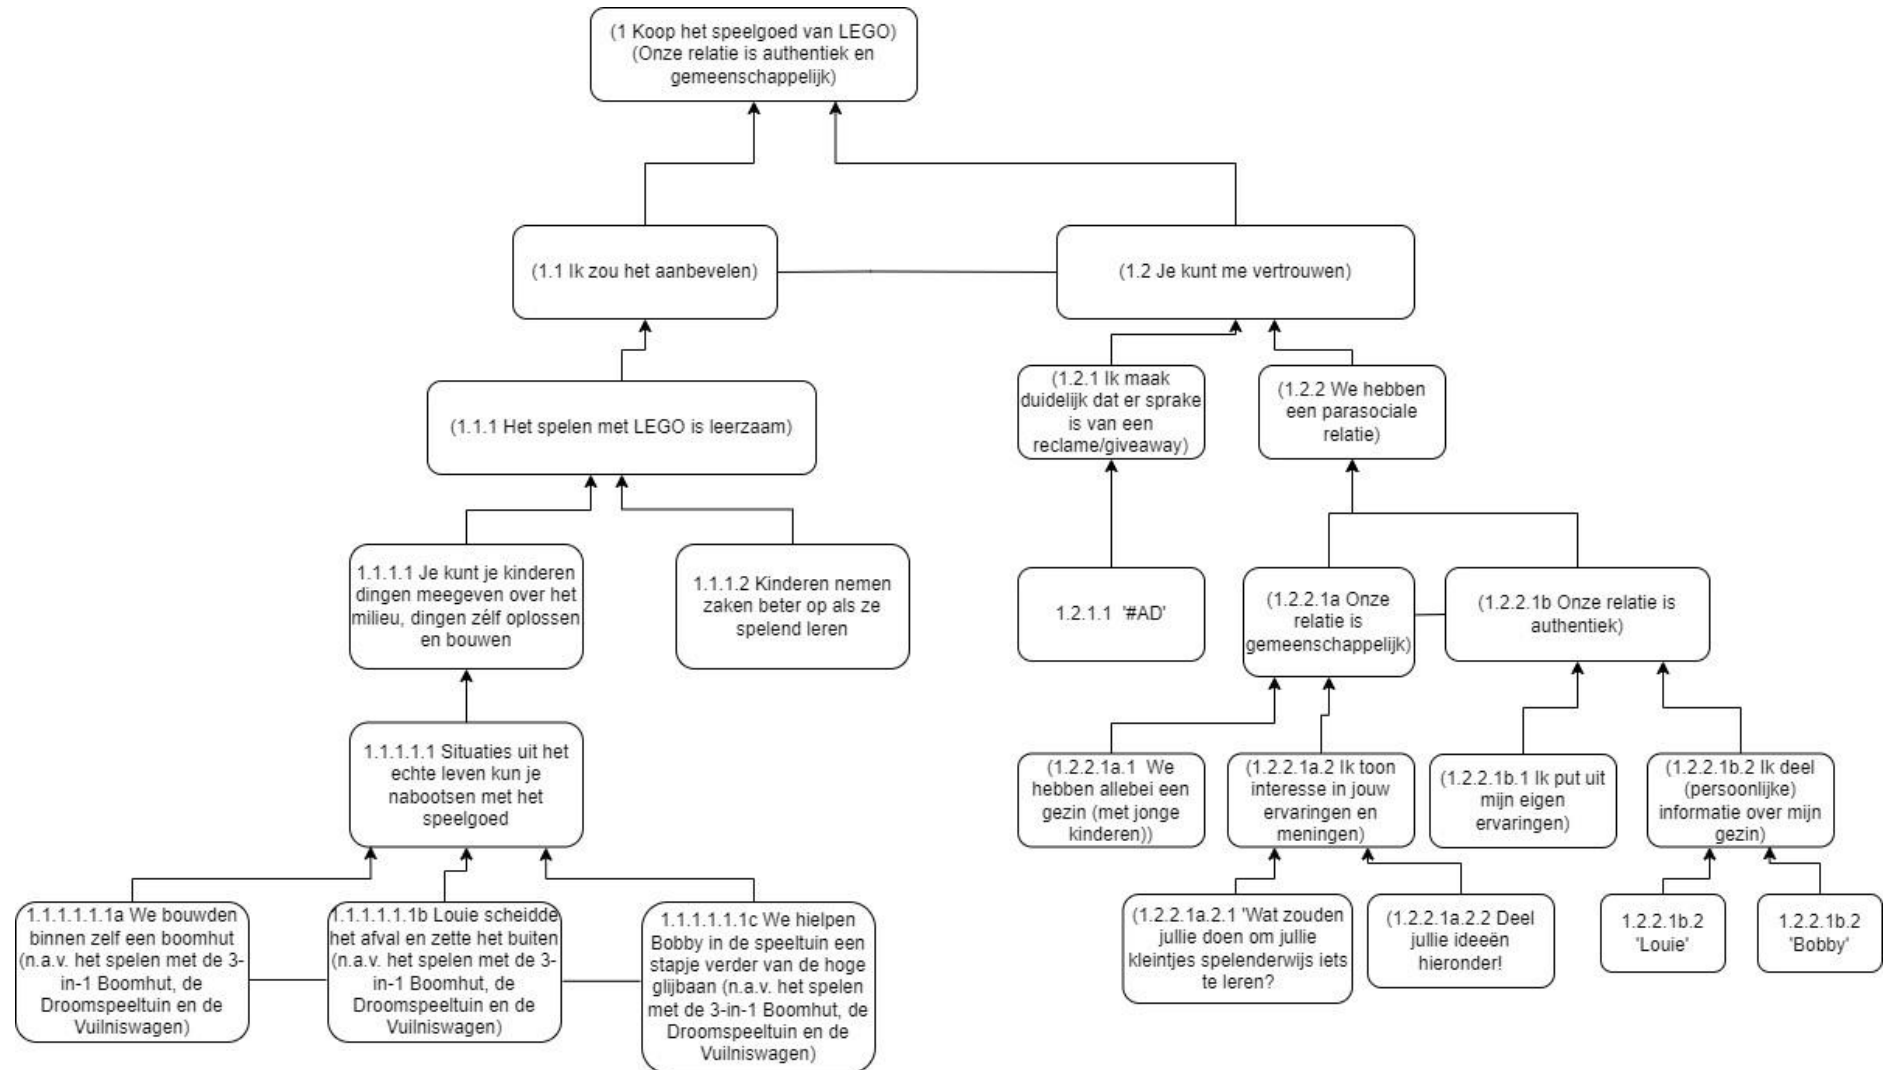 (1 Koop het speelgoed van LEGO)
(Onze relatie is authentiek en
gemeenschappelijk)
(1.1 Ik zou het aanbevelen)
(1.2 Je kunt me vertrouwen)
(1.1.1 Het spelen met LEGO is leerzaam)
(1.2.1 Ik maak
duidelijk dat er sprake
is van een
reclame/giveaway)
(1.2.2 We hebben
een parasociale
relatie)
1.1.1.1 Je kunt je kinderen
dingen meegeven over het
milieu, dingen zélf oplossen
en bouwen
1.1.1.2 Kinderen nemen
zaken beter op als ze
spelend leren
1.2.1.1 '#AD'
(1.2.2.1a Onze
relatie is
gemeenschappelijk)
(1.2.2.1b Onze relatie is
authentiek)
1.1.1.1.1 Situaties uit het
echte leven kun je
nabootsen met het
speelgoed
(1.2.2.1a.1 We
hebben allebei een
gezin (met jonge
kinderen))
(1.2.2.1a.2 Ik toon
interesse in jouw
ervaringen en
meningen)
(1.2.2.1b.1 Ik put uit
mijn eigen
ervaringen)
(1.2.2.1b.2 Ik deel
(persoonlijke)
informatie over mijn
gezin)
1.1.1.1.1.1a We bouwden
binnen zelf een boomhut
(n.a.v. het spelen met de 3-
in-1 Boomhut, de
Droomspeeltuin en de
Vuilniswagen)
1.1.1.1.1.1b Louie scheidde
het afval en zette het buiten
(n.a.v. het spelen met de 3-
in-1 Boomhut, de
Droomspeeltuin en de
Vuilniswagen)
1.1.1.1.1.1c We hielpen
Bobby in de speeltuin een
stapje verder van de hoge
glijbaan (n.a.v. het spelen
met de 3-in-1 Boomhut, de
Droomspeeltuin en de
Vuilniswagen)
(1.2.2.1a.2.1 'Wat zouden
jullie doen om jullie
kleintjes spelenderwijs iets
te leren?
(1.2.2.1a.2.2 Deel
jullie ideeën
hieronder!
1.2.2.1b.2
'Louie'
1.2.2.1b.2
'Bobby'